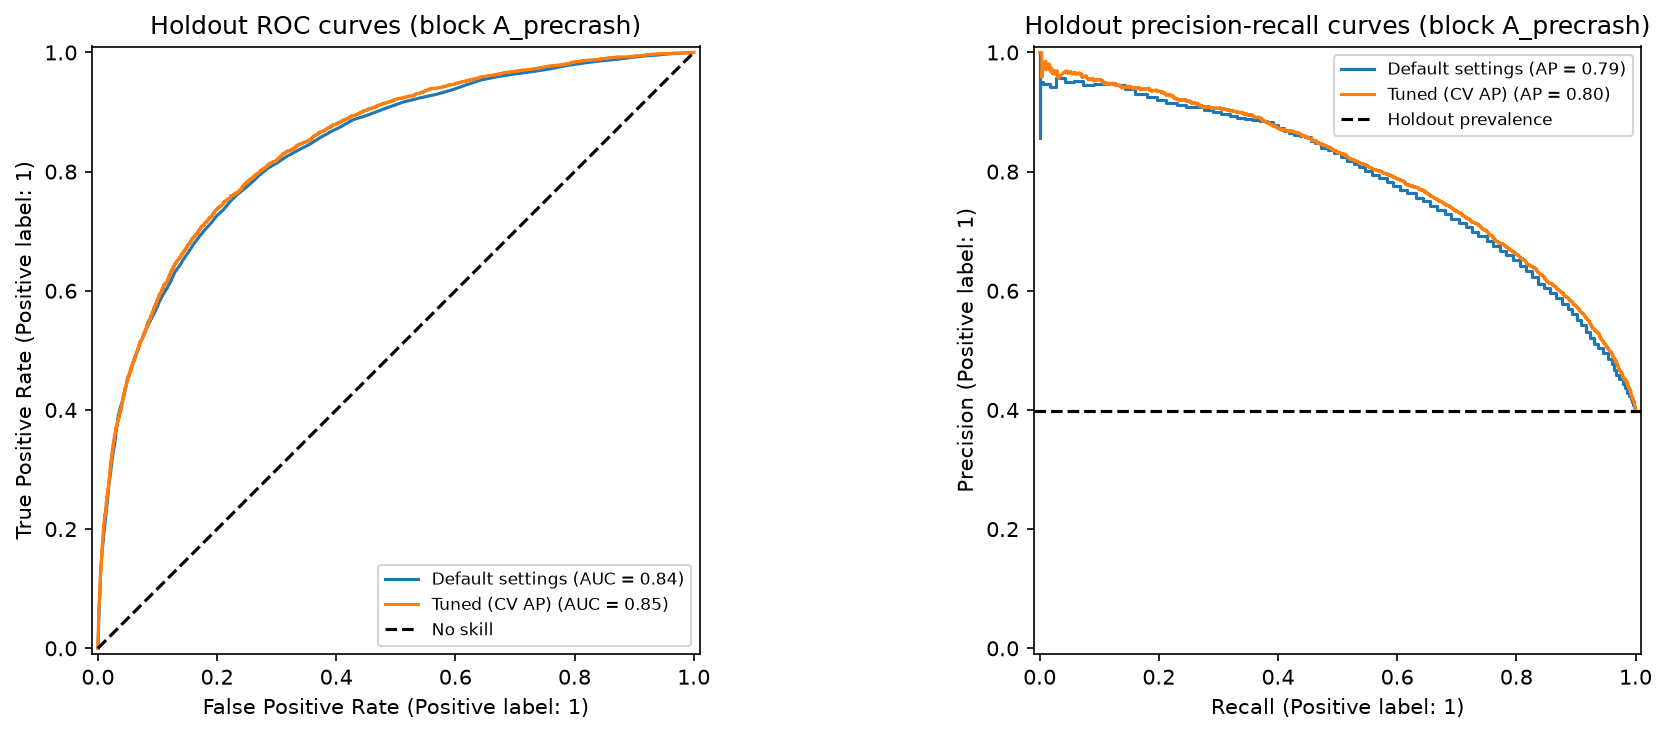 Holdout ROC curves (block A_precrash)
True Positive Rate (Positive label: 1)
1.0
0.8
0.6
0.4
0.2
0.0
0.0 0.2 0.4 0.6 0.8 1.0
False Positive Rate (Positive label: 1)
Default settings (AUC = 0.84)
Tuned (CV AP) (AUC = 0.85)
No skill
Holdout precision-recall curves (block A_precrash)
Precision (Positive label: 1)
1.0
0.8
0.6
0.4
0.2
0.0
0.0 0.2 0.4 0.6 0.8 1.0
Recall (Positive label: 1)
Default settings (AP = 0.79)
Tuned (CV AP) (AP = 0.80)
Holdout prevalence